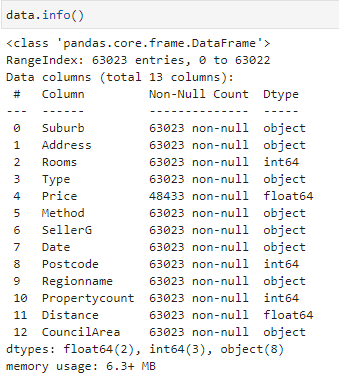 data.info()
<class 'pandas.core.frame.DataFrame'>
RangeIndex: 63023 entries, 0 to 63022
Data columns (total 13 columns):
 #   Column         Non-Null Count  Dtype
---  ------         --------------  -----
 0   Suburb         63023 non-null  object
 1   Address        63023 non-null  object
 2   Rooms          63023 non-null  int64
 3   Type           63023 non-null  object
 4   Price          48433 non-null  float64
 5   Method         63023 non-null  object
 6   SellerG        63023 non-null  object
 7   Date           63023 non-null  object
 8   Postcode       63023 non-null  int64
 9   Regionname     63023 non-null  object
 10  Propertycount  63023 non-null  int64
 11  Distance       63023 non-null  float64
 12  CouncilArea    63023 non-null  object
dtypes: float64(2), int64(3), object(8)
memory usage: 6.3+ MB